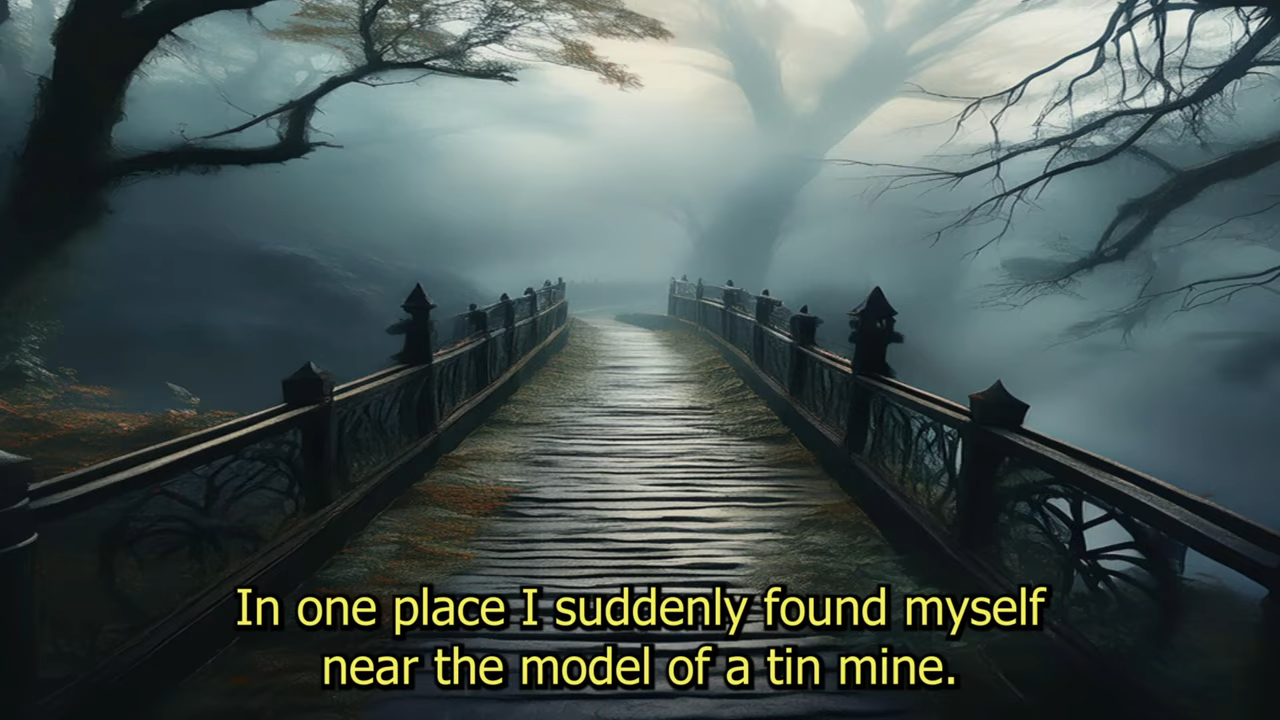 In one place I suddenly found myself
near the model of a tin mine.